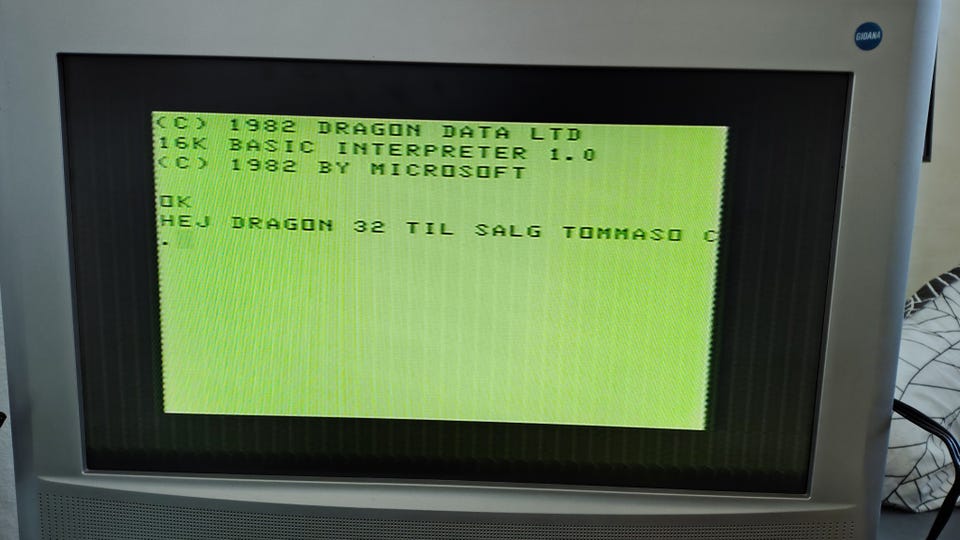 GIDANA
(C) 1982 DRAGON DATA LTD
16K BASIC INTERPRETER 1.0
(C) 1982 BY MICROSOFT
OK
HEJ DRAGON 32 TIL SALG TOMMASO C
.